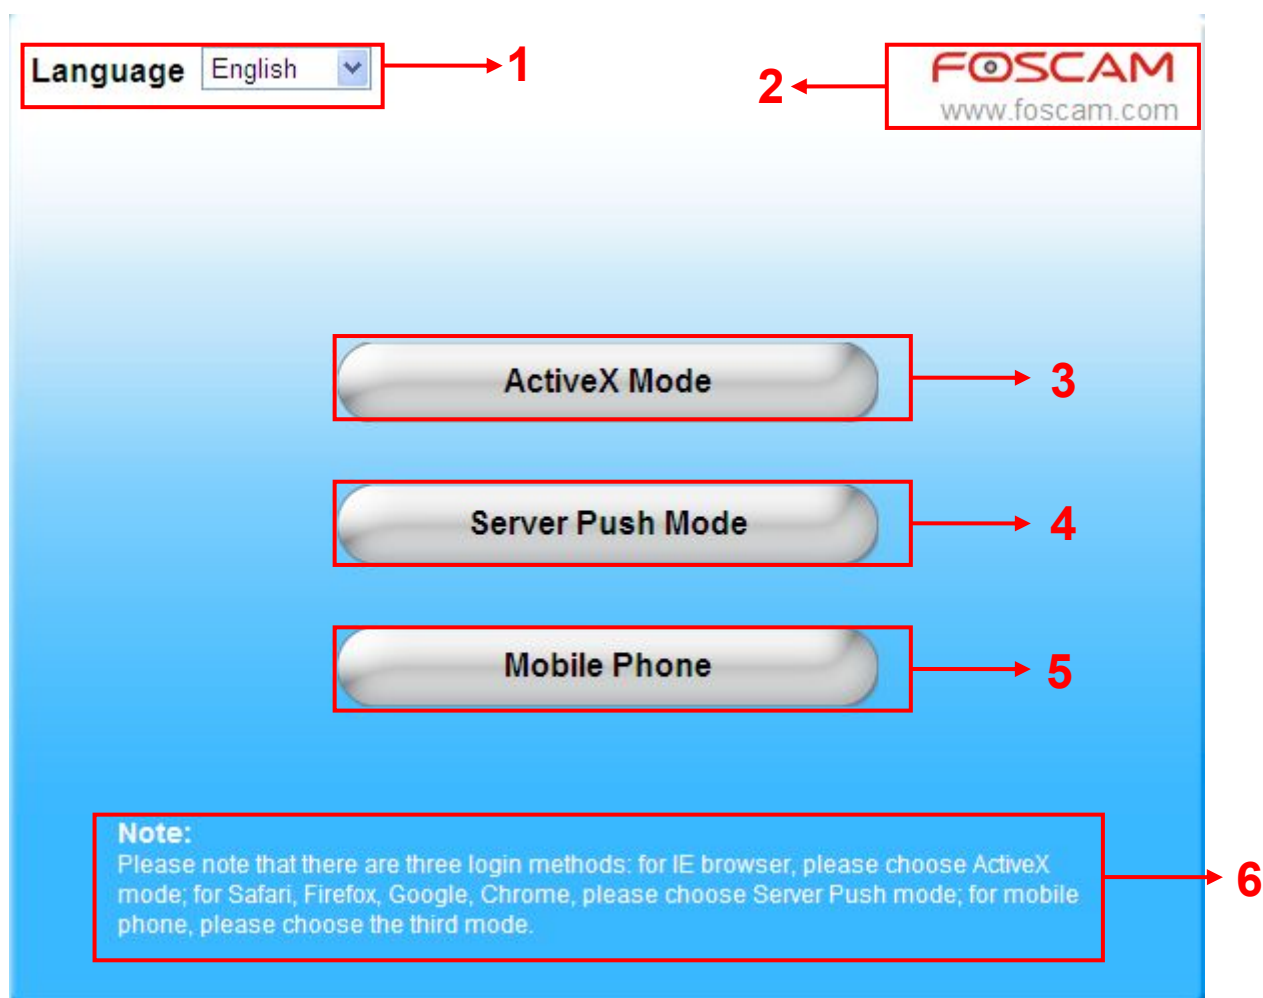 Language English 1
2 FOSCAM
www.foscam.com
ActiveX Mode 3
Server Push Mode 4
Mobile Phone 5
Note:
Please note that there are three login methods: for IE browser, please choose ActiveX
mode; for Safari, Firefox, Google, Chrome, please choose Server Push mode; for mobile
phone, please choose the third mode.
6